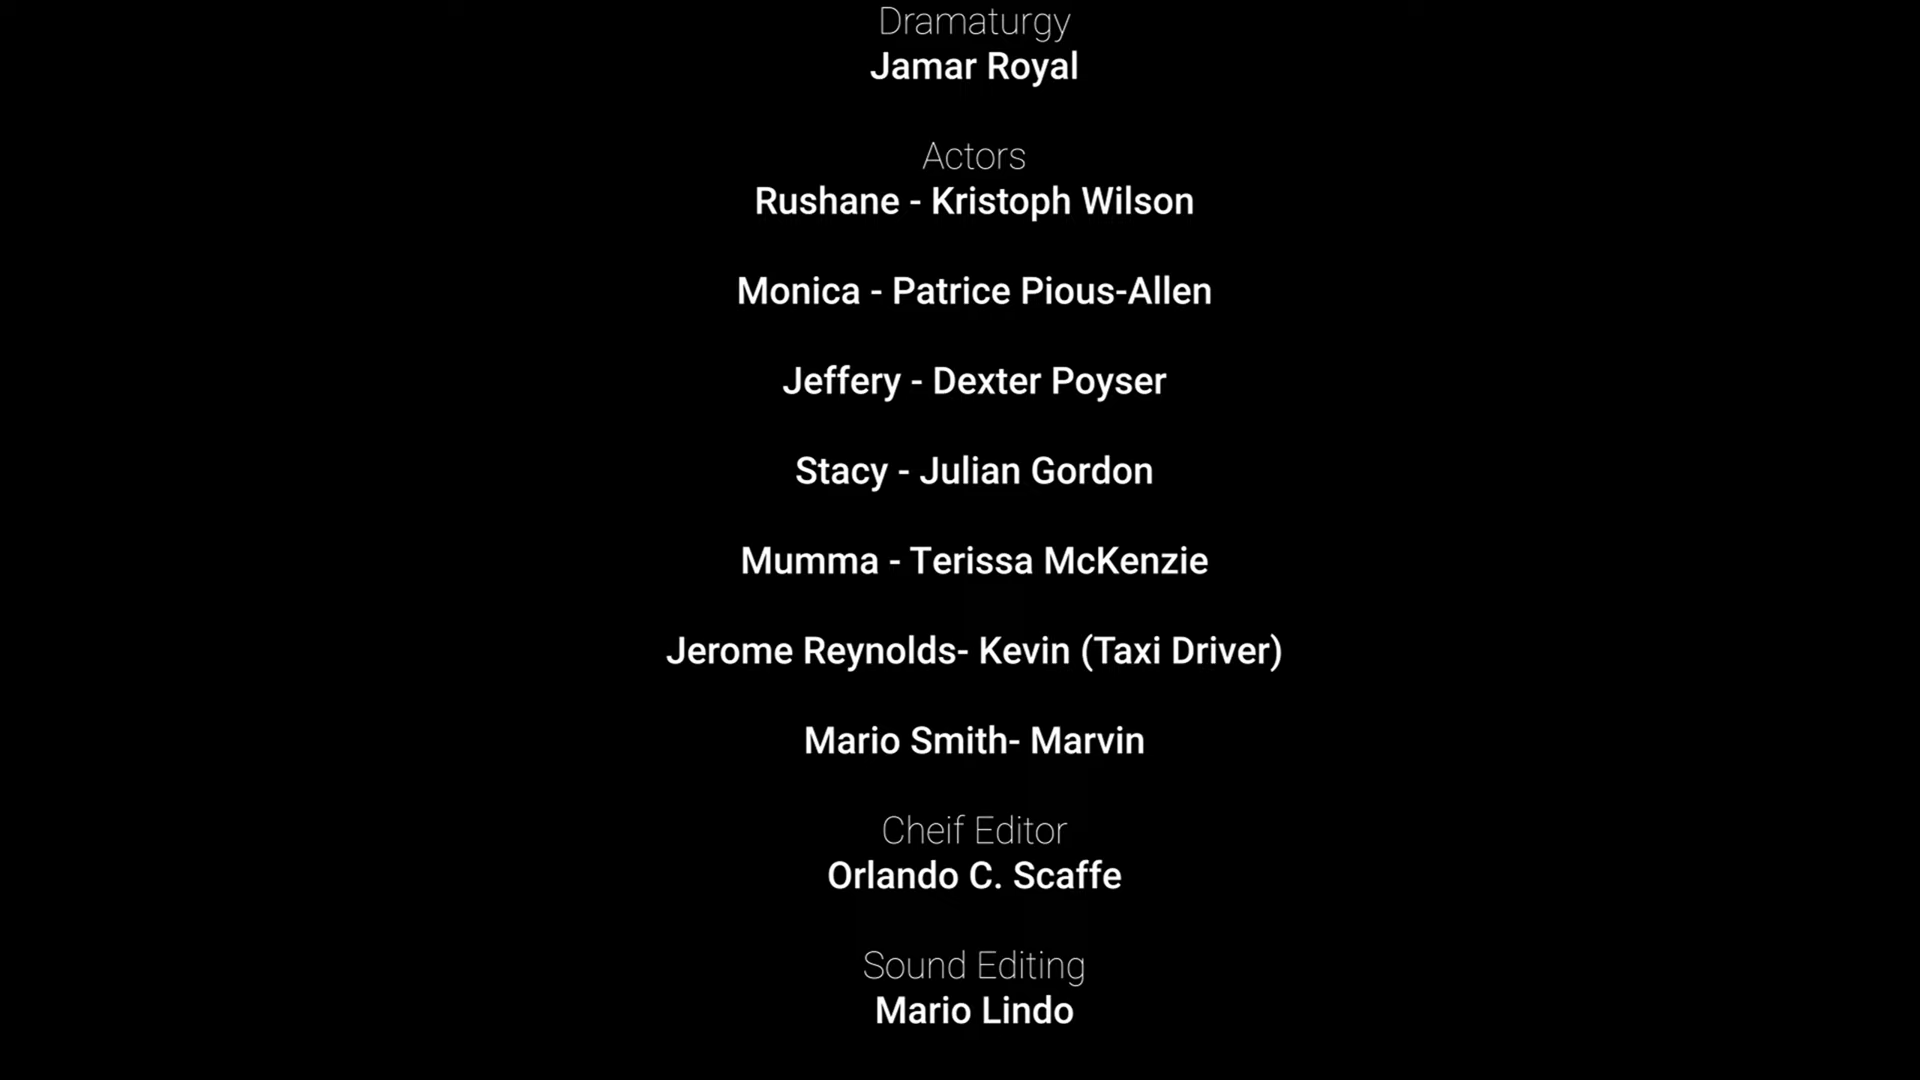 Dramaturgy
Jamar Royal
Actors
Rushane - Kristoph Wilson
Monica - Patrice Pious-Allen
Jeffery - Dexter Poyser
Stacy - Julian Gordon
Mumma - Terissa McKenzie
Jerome Reynolds- Kevin (Taxi Driver)
Mario Smith- Marvin
Cheif Editor
Orlando C. Scaffe
Sound Editing
Mario Lindo